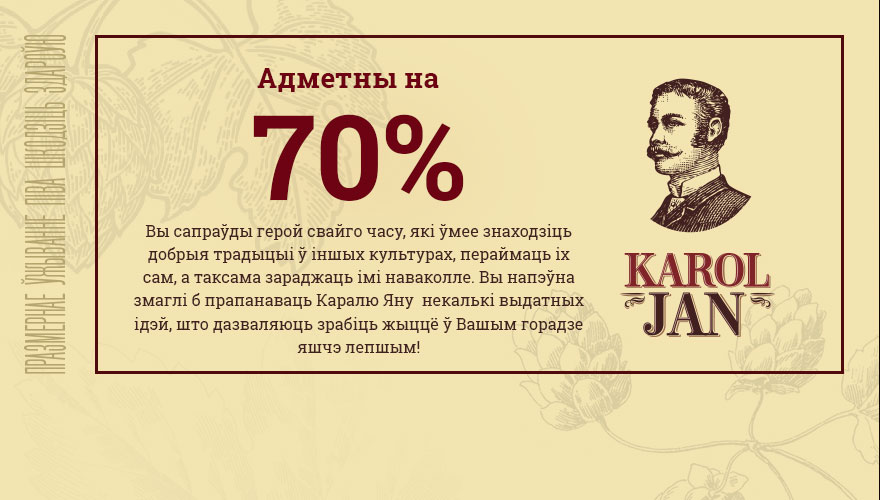 ПРАЗМЕРНАЕ ЎЖЫВАННЕ ПІВА ШКОДЗІЦЬ ЗДАРОЎЮ
Адметны на
70%
Вы сапраўды герой свайго часу, які ўмее знаходзіць
добрыя традыцыі ў іншых культурах, пераймаць іх
сам, а таксама зараджаць імі наваколле. Вы напэўна
змаглі б прапанаваць Каралю Яну некалькі выдатных
ідэй, што дазваляюць зрабіць жыццё ў Вашым горадзе
яшчэ лепшым!
KAROL
JAN